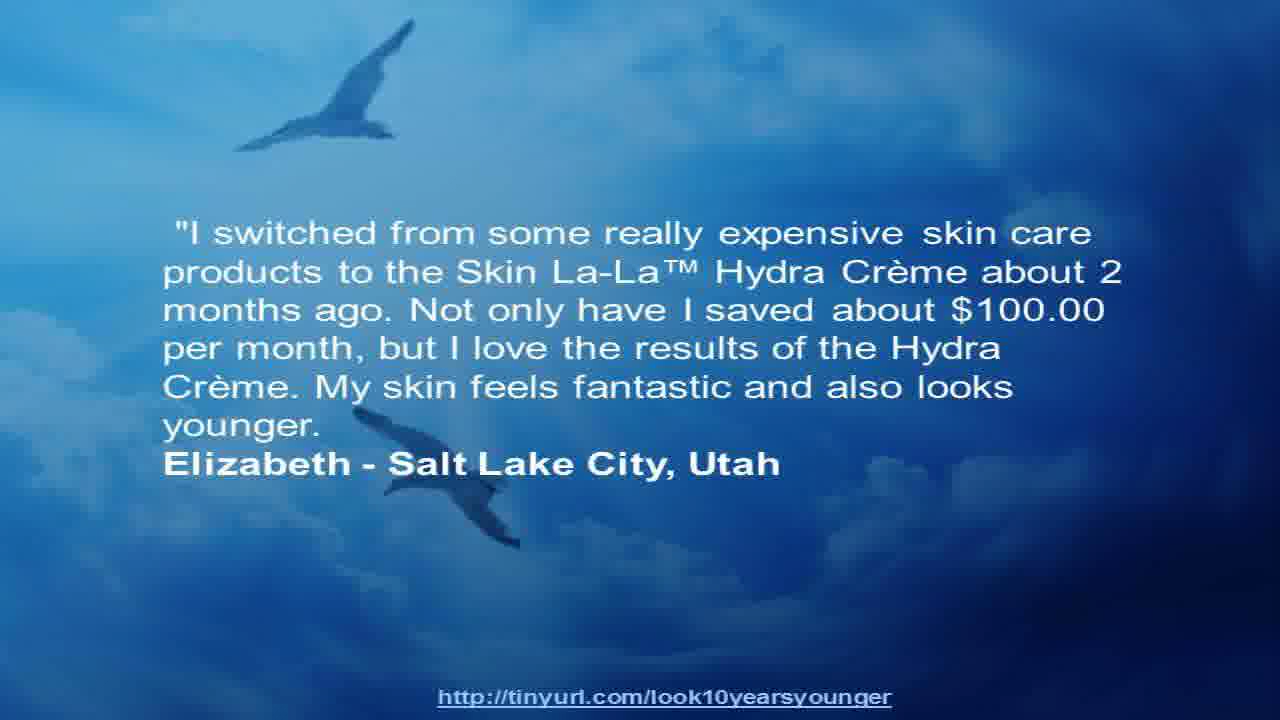 "I switched from some really expensive skin care
products to the Skin La-La™ Hydra Crème about 2
months ago. Not only have I saved about $100.00
per month, but I love the results of the Hydra
Crème. My skin feels fantastic and also looks
younger.
Elizabeth - Salt Lake City, Utah
http://tinyurl.com/look10yearsyounger